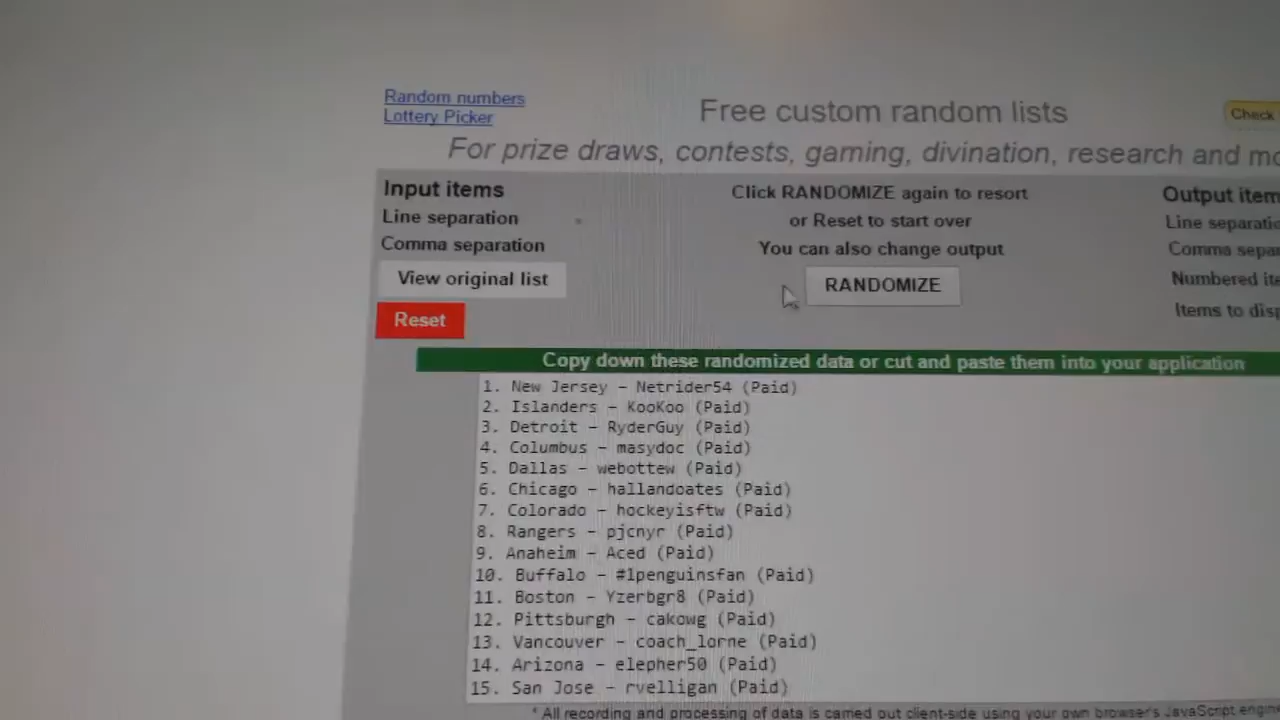 Random numbers
Lottery Picker
Free custom random lists
Check
For prize draws, contests, gaming, divination, research and
Input items
Line separation
Comma separation
View original list
Reset
Click RANDOMIZE again to resort
or Reset to start over
You can also change output
RANDOMIZE
Output
Line
Comma
Numbered
Items to
Copy down these randomized data or cut and paste them into your application
1. New Jersey - Netrider54 (Paid)
2. Islanders - KooKoo (Paid)
3. Detroit - RyderGuy (Paid)
4. Columbus - masydoc (Paid)
5. Dallas - webottew (Paid)
6. Chicago - hallandoates (Paid)
7. Colorado - hockeyisftw (Paid)
8. Rangers - pjcnyr (Paid)
9. Anaheim - Aced (Paid)
10. Buffalo - #1penguinsfan (Paid)
11. Boston - Yzerbgr8 (Paid)
12. Pittsburgh - cakowg (Paid)
13. Vancouver - coach_lorne (Paid)
14. Arizona - elepher50 (Paid)
15. San Jose - rvelligan (Paid)
* All recording and processing of data is carried out client-side using your own browser's JavaScript